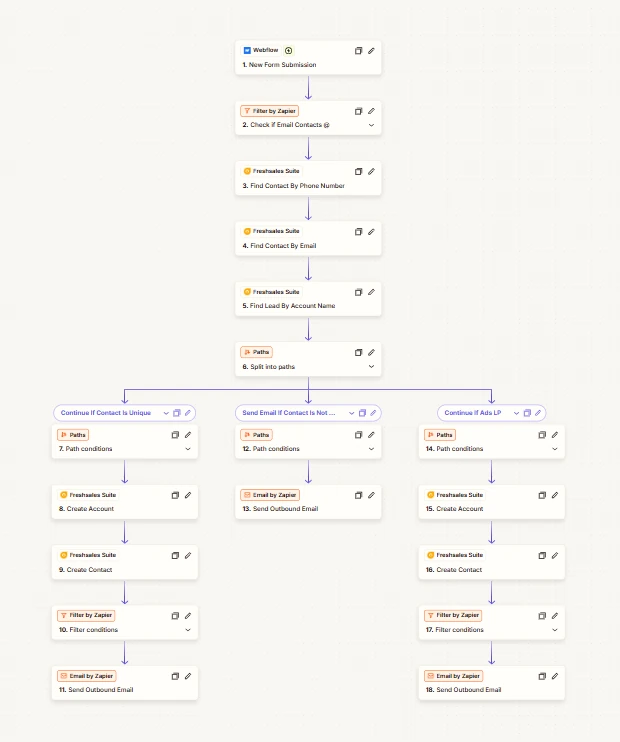 Webflow
1. New Form Submission
Filter by Zapier
2. Check if Email Contacts @
Freshsales Suite
3. Find Contact By Phone Number
Freshsales Suite
4. Find Contact By Email
Freshsales Suite
5. Find Lead By Account Name
Paths
6. Split into paths
Continue If Contact Is Unique
Paths
7. Path conditions
Freshsales Suite
8. Create Account
Freshsales Suite
9. Create Contact
Filter by Zapier
10. Filter conditions
Email by Zapier
11. Send Outbound Email
Send Email If Contact Is Not ...
Paths
12. Path conditions
Email by Zapier
13. Send Outbound Email
Continue If Ads LP
Paths
14. Path conditions
Freshsales Suite
15. Create Account
Freshsales Suite
16. Create Contact
Filter by Zapier
17. Filter conditions
Email by Zapier
18. Send Outbound Email